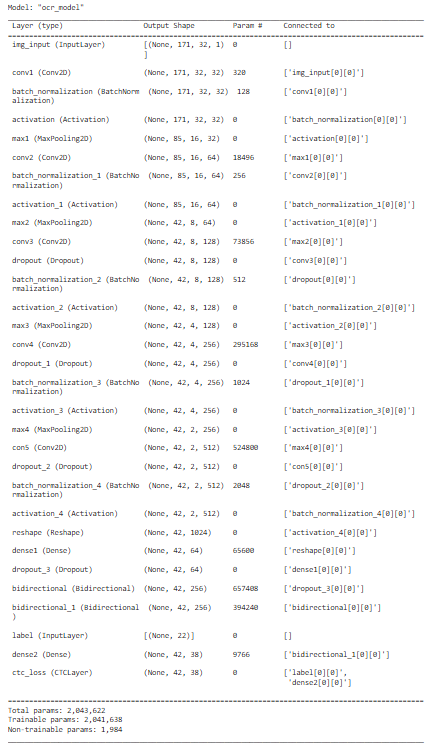 Model: "ocr_model"
Layer (type) Output Shape Param # Connected to
img_input (InputLayer) [(None, 171, 32, 1) 0 []
]
conv1 (Conv2D) (None, 171, 32, 32) 320 ['img_input[0][0]']
batch_normalization (BatchNorm (None, 171, 32, 32) 128 ['conv1[0][0]']
alization)
activation (Activation) (None, 171, 32, 32) 0 ['batch_normalization[0][0]']
max1 (MaxPooling2D) (None, 85, 16, 32) 0 ['activation[0][0]']
conv2 (Conv2D) (None, 85, 16, 64) 18496 ['max1[0][0]']
batch_normalization_1 (BatchNo (None, 85, 16, 64) 256 ['conv2[0][0]']
rmalization)
activation_1 (Activation) (None, 85, 16, 64) 0 ['batch_normalization_1[0][0]']
max2 (MaxPooling2D) (None, 42, 8, 64) 0 ['activation_1[0][0]']
conv3 (Conv2D) (None, 42, 8, 128) 73856 ['max2[0][0]']
dropout (Dropout) (None, 42, 8, 128) 0 ['conv3[0][0]']
batch_normalization_2 (BatchNo (None, 42, 8, 128) 512 ['dropout[0][0]']
rmalization)
activation_2 (Activation) (None, 42, 8, 128) 0 ['batch_normalization_2[0][0]']
max3 (MaxPooling2D) (None, 42, 4, 128) 0 ['activation_2[0][0]']
conv4 (Conv2D) (None, 42, 4, 256) 295168 ['max3[0][0]']
dropout_1 (Dropout) (None, 42, 4, 256) 0 ['conv4[0][0]']
batch_normalization_3 (BatchNo (None, 42, 4, 256) 1024 ['dropout_1[0][0]']
rmalization)
activation_3 (Activation) (None, 42, 4, 256) 0 ['batch_normalization_3[0][0]']
max4 (MaxPooling2D) (None, 42, 2, 256) 0 ['activation_3[0][0]']
con5 (Conv2D) (None, 42, 2, 512) 524800 ['max4[0][0]']
dropout_2 (Dropout) (None, 42, 2, 512) 0 ['con5[0][0]']
batch_normalization_4 (BatchNo (None, 42, 2, 512) 2048 ['dropout_2[0][0]']
rmalization)
activation_4 (Activation) (None, 42, 2, 512) 0 ['batch_normalization_4[0][0]']
reshape (Reshape) (None, 42, 1024) 0 ['activation_4[0][0]']
dense1 (Dense) (None, 42, 64) 65600 ['reshape[0][0]']
dropout_3 (Dropout) (None, 42, 64) 0 ['dense1[0][0]']
bidirectional (Bidirectional) (None, 42, 256) 657408 ['dropout_3[0][0]']
bidirectional_1 (Bidirectional (None, 42, 256) 394240 ['bidirectional[0][0]']
)
label (InputLayer) [(None, 22)] 0 []
dense2 (Dense) (None, 42, 38) 9766 ['bidirectional_1[0][0]']
ctc_loss (CTCLayer) (None, 42, 38) 0 ['label[0][0]',
'dense2[0][0]']
Total params: 2,043,622
Trainable params: 2,041,638
Non-trainable params: 1,984